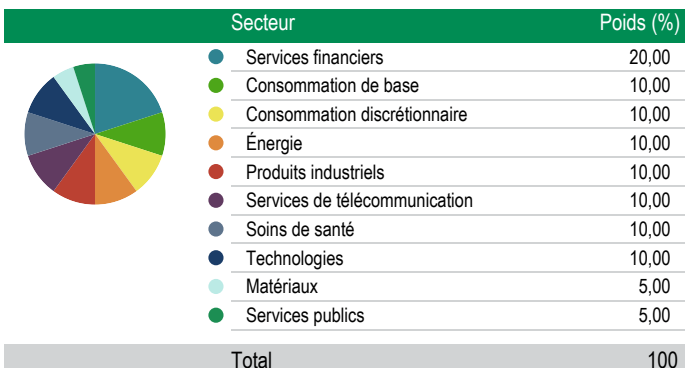 Secteur Poids (%)
Services financiers 20,00
Consommation de base 10,00
Consommation discrétionnaire 10,00
Énergie 10,00
Produits industriels 10,00
Services de télécommunication 10,00
Soins de santé 10,00
Technologies 10,00
Matériaux 5,00
Services publics 5,00
Total 100